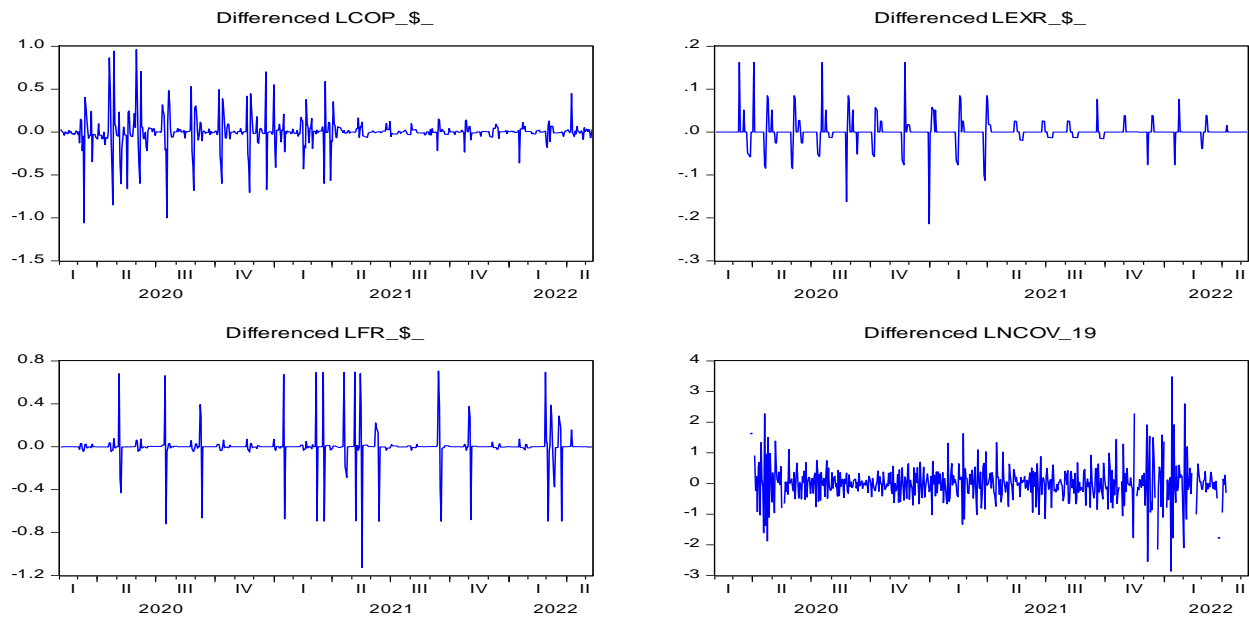 Differenced LCOP_$_
1.0
0.5
0.0
-0.5
-1.0
-1.5
I II III IV I II III IV I II
2020 2021 2022
Differenced LEXR_$_
.2
.1
.0
-.1
-.2
-.3
I II III IV I II III IV I II
2020 2021 2022
Differenced LFR_$_
0.8
0.4
0.0
-0.4
-0.8
-1.2
I II III IV I II III IV I II
2020 2021 2022
Differenced LNCOV_19
4
3
2
1
0
-1
-2
-3
I II III IV I II III IV I II
2020 2021 2022